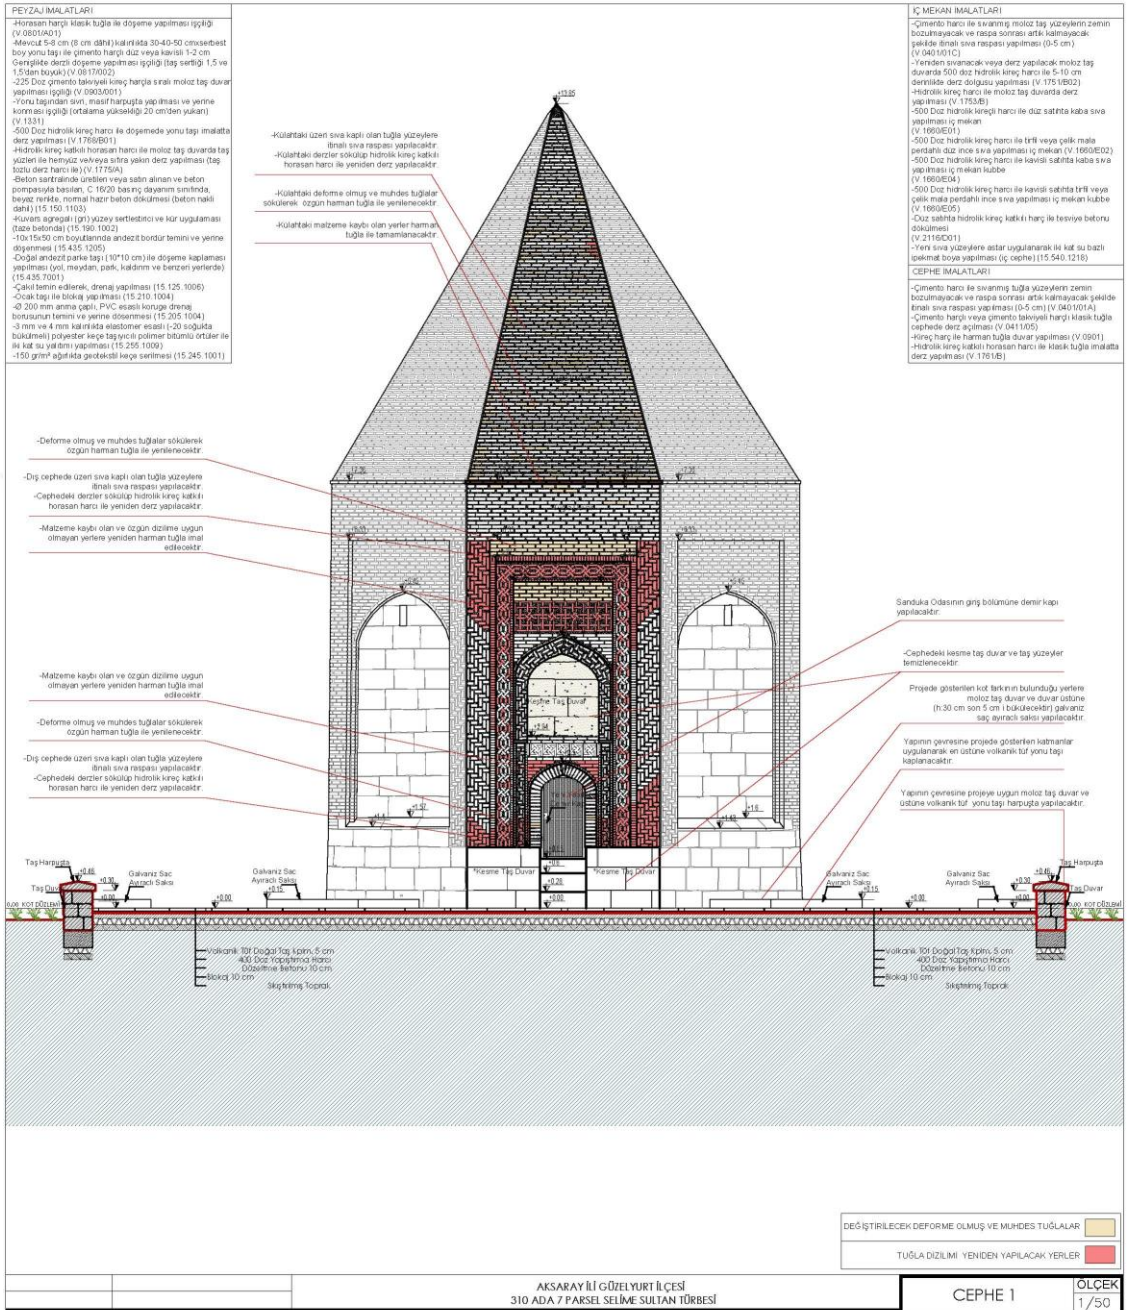 PEYZAJ İMALATLARI
-Horasan harçlı klasik tuğla ile döşeme yapılması işçiliği
(V.0801/A01)
-Mevcut 5-8 cm (8 cm dâhil) kalınlıkta 30-40-50 cmxserbest
boy yonu taşı ile çimento harçlı düz veya kavisli 1-2 cm
Genişlikte derzli döşeme yapılması işçiliği (taş sertliği 1,5 ve
1,5'dan büyük) (V.0817/002)
-225 Doz çimento takviyeli kireç harçla sıralı moloz taş duvar
yapılması işçiliği (V.0903/001)
-Yonu taşından sivri, masif harpuşta yapılması ve yerine
konması işçiliği (ortalama yüksekliği 20 cm'den yukarı)
(V.1331)
-500 Doz hidrolik kireç harcı ile döşemede yonu taşı imalatta
derz yapılması (V.1768/B01)
-Hidrolik kireç katkılı horasan harcı ile moloz taş duvarda taş
yüzleri ile hemyüz ve/veya sıfıra yakın derz yapılması (taş
tozlu derz harcı ile) (V.1775/A)
-Beton santralinde üretilen veya satın alınan ve beton
pompasıyla basılan, C 16/20 basınç dayanım sınıfında,
beyaz renkte, normal hazır beton dökülmesi (beton nakli
dahil) (15.150.1103)
-Kuvars agregalı (gri) yüzey sertleştirici ve kür uygulaması
(taze betonda) (15.190.1002)
-10x15x50 cm boyutlarında andezit bordür temini ve yerine
döşenmesi (15.435.1205)
-Doğal andezit parke taşı (10*10 cm) ile döşeme kaplaması
yapılması (yol, meydan, park, kaldırım ve benzeri yerlerde)
(15.435.7001)
-Çakıl temin edilerek, drenaj yapılması (15.125.1006)
-Ocak taşı ile blokaj yapılması (15.210.1004)
-Ø 200 mm anma çaplı, PVC esaslı koruge drenaj
borusunun temini ve yerine döşenmesi (15.205.1004)
-3 mm ve 4 mm kalınlıkta elastomer esaslı (-20 soğukta
bükülmeli) polyester keçe taşıyıcılı polimer bitümlü örtüler ile
iki kat su yalıtımı yapılması (15.255.1009)
-150 gr/m² ağırlıkta geotekstil keçe serilmesi (15.245.1001)
İÇ MEKAN İMALATLARI
-Çimento harcı ile sıvanmış moloz taş yüzeylerin zemin
bozulmayacak ve raspa sonrası artık kalmayacak
şekilde itinalı sıva raspası yapılması (0-5 cm)
(V.0401/01C)
-Yeniden sıvanacak veya derz yapılacak moloz taş
duvarda 500 doz hidrolik kireç harcı ile 5-10 cm
derinlikte derz dolgusu yapılması (V.1751/B02)
-Hidrolik kireç harcı ile moloz taş duvarda derz
yapılması (V.1753/B)
-500 Doz hidrolik kireçli harcı ile düz satıhta kaba sıva
yapılması iç mekan
(V.1660/E01)
-500 Doz hidrolik kireç harcı ile tirfil veya çelik mala
perdahlı düz ince sıva yapılması iç mekan (V.1660/E02)
-500 Doz hidrolik kireç harcı ile kavisli satıhta kaba sıva
yapılması iç mekan kubbe
(V.1660/E04)
-500 Doz hidrolik kireç harcı ile kavisli satıhta tirfil veya
çelik mala perdahlı ince sıva yapılması iç mekan kubbe
(V.1660/E05)
-Düz satıhta hidrolik kireç katkılı harç ile tesviye betonu
dökülmesi
(V.2116/D01)
-Yeni sıva yüzeylere astar uygulanarak iki kat su bazlı
ipekmat boya yapılması (iç cephe) (15.540.1218)
CEPHE İMALATLARI
-Çimento harcı ile sıvanmış tuğla yüzeylerin zemin
bozulmayacak ve raspa sonrası artık kalmayacak şekilde
itinalı sıva raspası yapılması (0-5 cm) (V.0401/01A)
-Çimento harçlı veya çimento takviyeli harçlı klasik tuğla
cephede derz açılması (V.0411/05)
-Kireç harç ile harman tuğla duvar yapılması (V.0901)
-Hidrolik kireç katkılı horasan harcı ile klasik tuğla imalatta
derz yapılması (V.1761/B)
+13.85
-Külahtaki üzeri sıva kaplı olan tuğla yüzeylere
itinalı sıva raspası yapılacaktır.
-Külahtaki derzler sökülüp hidrolik kireç katkılı
horasan harcı ile yeniden derz yapılacaktır.
-Külahtaki deforme olmuş ve muhdes tuğlalar
sökülerek özgün harman tuğla ile yenilenecektir.
-Külahtaki malzeme kaybı olan yerler harman
tuğla ile tamamlanacaktır.
-Deforme olmuş ve muhdes tuğlalar sökülerek
özgün harman tuğla ile yenilenecektir.
-Dış cephede üzeri sıva kaplı olan tuğla yüzeylere
itinalı sıva raspası yapılacaktır.
-Cephedeki derzler sökülüp hidrolik kireç katkılı
horasan harcı ile yeniden derz yapılacaktır.
-Malzeme kaybı olan ve özgün dizilime uygun
olmayan yerlere yeniden harman tuğla imal
edilecektir.
Sanduka Odasının giriş bölümüne demir kapı
yapılacaktır.
-Cephedeki kesme taş duvar ve taş yüzeyler
temizlenecektir.
Projede gösterilen kot farkının bulunduğu yerlere
moloz taş duvar ve duvar üstüne
(h:30 cm son 5 cm i bükülecektir) galvaniz
saç ayıraclı saksı yapılacaktır.
Yapının çevresine projede gösterilen katmanlar
uygulanarak en üstüne volkanik tüf yonu taşı
kaplanacaktır.
Yapının çevresine projeye uygun moloz taş duvar ve
üstüne volkanik tüf yonu taşı harpuşta yapılacaktır.
-Malzeme kaybı olan ve özgün dizilime uygun
olmayan yerlere yeniden harman tuğla imal
edilecektir.
-Deforme olmuş ve muhdes tuğlalar sökülerek
özgün harman tuğla ile yenilenecektir.
-Dış cephede üzeri sıva kaplı olan tuğla yüzeylere
itinalı sıva raspası yapılacaktır.
-Cephedeki derzler sökülüp hidrolik kireç katkılı
horasan harcı ile yeniden derz yapılacaktır.
Kesme Taş Duvar
+1.57
+1.6
+1.43
*Kesme Taş Duvar
*Kesme Taş Duvar
+0.26
+0.00
Taş Harpuşta
+0.46
+0.30
Taş Duvar
+0.00
0,00 KOT DÜZLEMİ
Galvaniz Sac
Ayıraclı Saksı
+0.00
Galvaniz Sac
Ayıraclı Saksı
+0.15
Galvaniz Sac
Ayıraclı Saksı
+0.15
+0.00
Galvaniz Sac
Ayıraclı Saksı
+0.30
+0.00
+0.46
Taş Harpuşta
Taş Duvar
0,00 KOT DÜZLEMİ
Volkanik Tüf Doğal Taş Kplm. 5 cm
400 Doz Yapıştırma Harcı
Düzeltme Betonu 10 cm
Blokaj 10 cm
Sıkıştırılmış Toprak
Volkanik Tüf Doğal Taş Kplm. 5 cm
400 Doz Yapıştırma Harcı
Düzeltme Betonu 10 cm
Blokaj 10 cm
Sıkıştırılmış Toprak
DEĞİŞTİRİLECEK DEFORME OLMUŞ VE MUHDES TUĞLALAR
TUĞLA DİZİLİMİ YENİDEN YAPILACAK YERLER
AKSARAY İLİ GÜZELYURT İLÇESİ
310 ADA 7 PARSEL SELİME SULTAN TÜRBESİ
CEPHE 1
ÖLÇEK
1/50